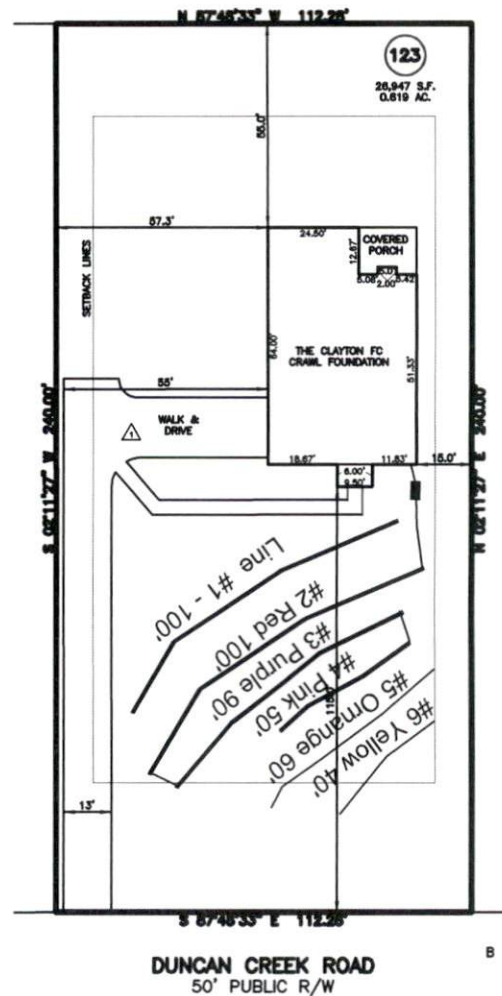 N 87°48'33" W 112.28'
123
26,947 S.F.
0.619 AC.
55.0'
57.3'
24.50'
COVERED
PORCH
12.67'
5.08'
2.00'
5.42'
SETBACK LINES
THE CLAYTON FC
CRAWL FOUNDATION
64.00'
51.33'
S 02°11'27" W 240.00'
N 02°11'27" E 240.00'
55'
WALK &
DRIVE
1
18.67'
11.83'
15.0'
6.00'
9.50'
Line #1 - 100'
#2 Red 100'
#3 Purple 90'
#4 Pink 50'
#5 Ornange 60'
#6 Yellow 40'
13'
S 87°48'33" E 112.28'
DUNCAN CREEK ROAD
50' PUBLIC R/W
B